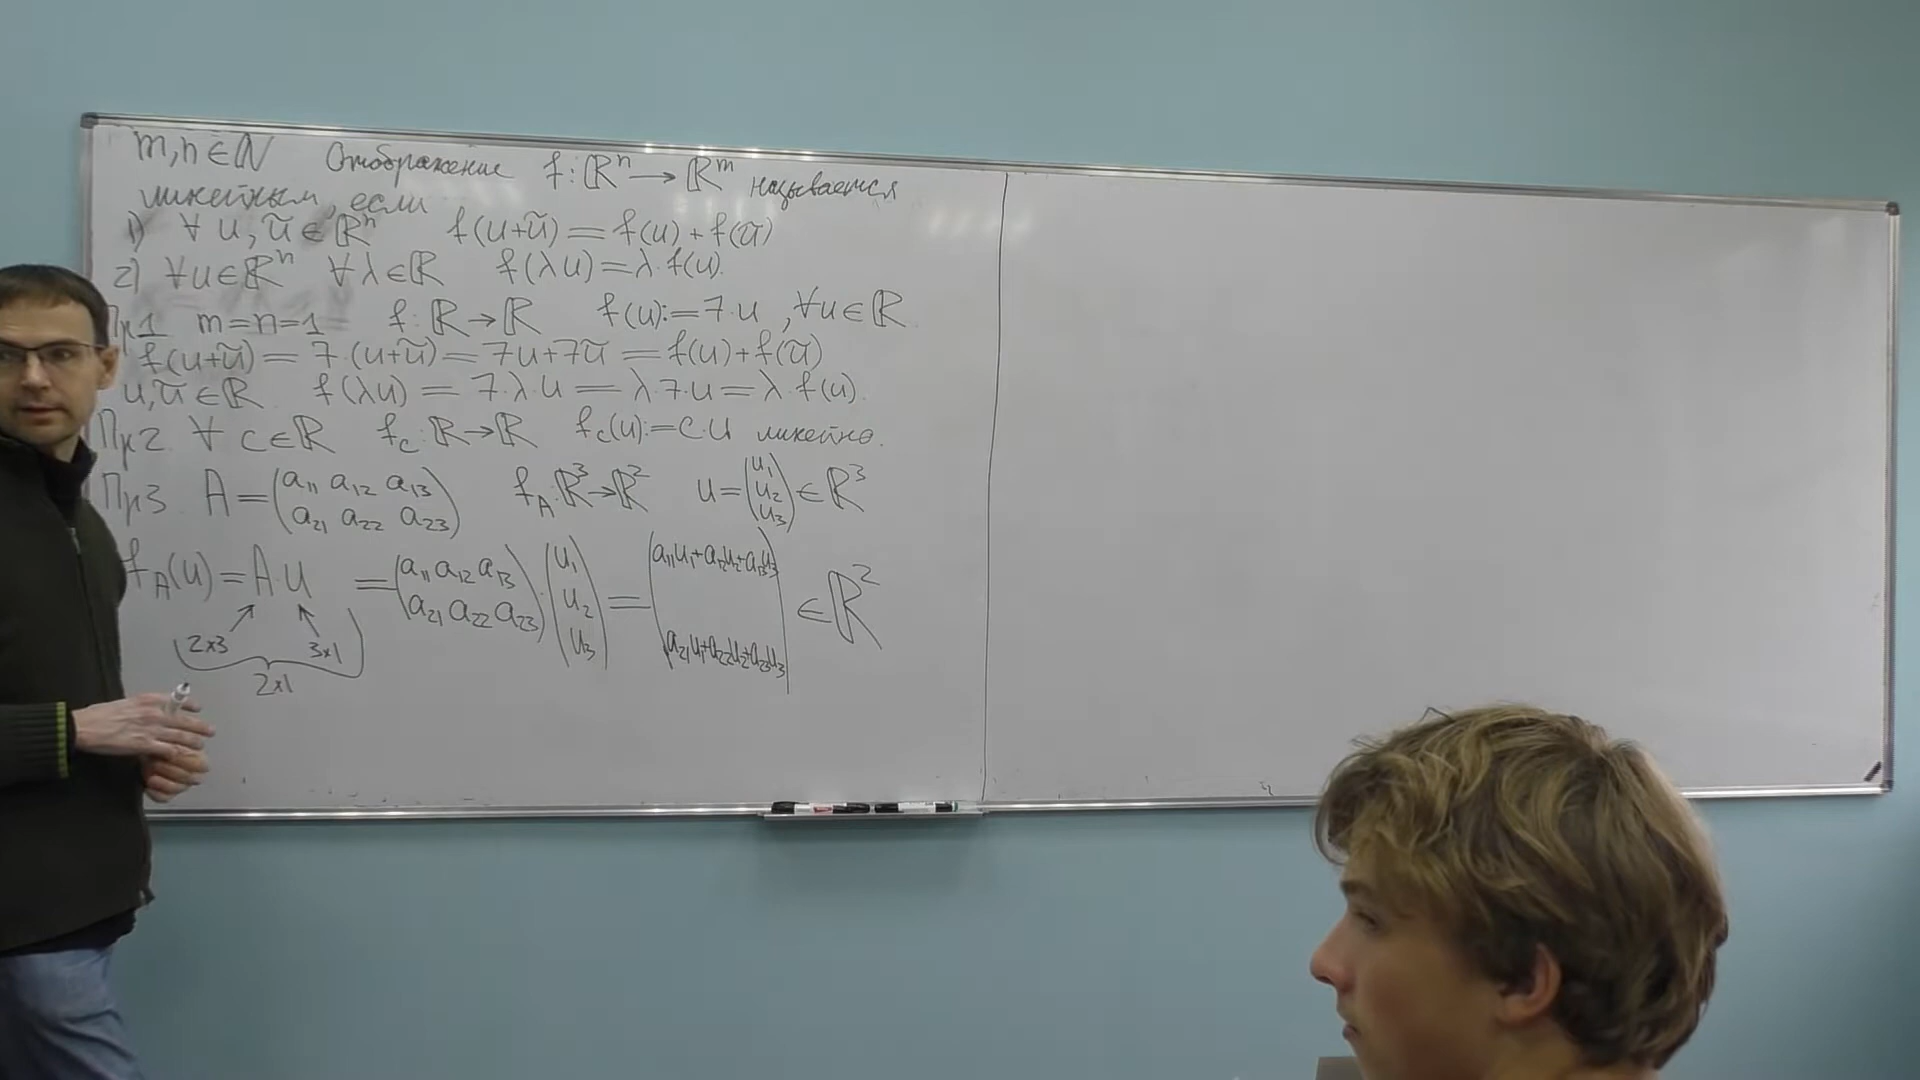 m,n∈ℕ Отображение f:ℝⁿ→ℝᵐ называется
линейным, если
1) ∀ u,ũ∈ℝⁿ f(u+ũ)=f(u)+f(ũ)
2) ∀u∈ℝⁿ ∀λ∈ℝ f(λu)=λ·f(u).
Пр1 m=n=1 f:ℝ→ℝ f(u):=7·u, ∀u∈ℝ
f(u+ũ)=7·(u+ũ)=7u+7ũ=f(u)+f(ũ)
u,ũ∈ℝ f(λu)=7·λ·u=λ·7·u=λ·f(u).
Пр2 ∀ c∈ℝ f_c:ℝ→ℝ f_c(u):=c·u линейно.
Пр3 A=(a₁₁ a₁₂ a₁₃ / a₂₁ a₂₂ a₂₃) f_A:ℝ³→ℝ² u=(u₁ / u₂ / u₃)∈ℝ³
f_A(u)=A·u=(a₁₁ a₁₂ a₁₃ / a₂₁ a₂₂ a₂₃)·(u₁ / u₂ / u₃)=(a₁₁u₁+a₁₂u₂+a₁₃u₃ / a₂₁u₁+a₂₂u₂+a₂₃u₃)∈ℝ²
2×3 3×1
2×1